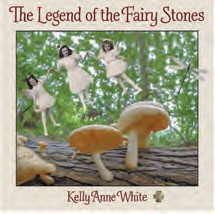 The Legend of the Fairy Stones
Kelly Anne White